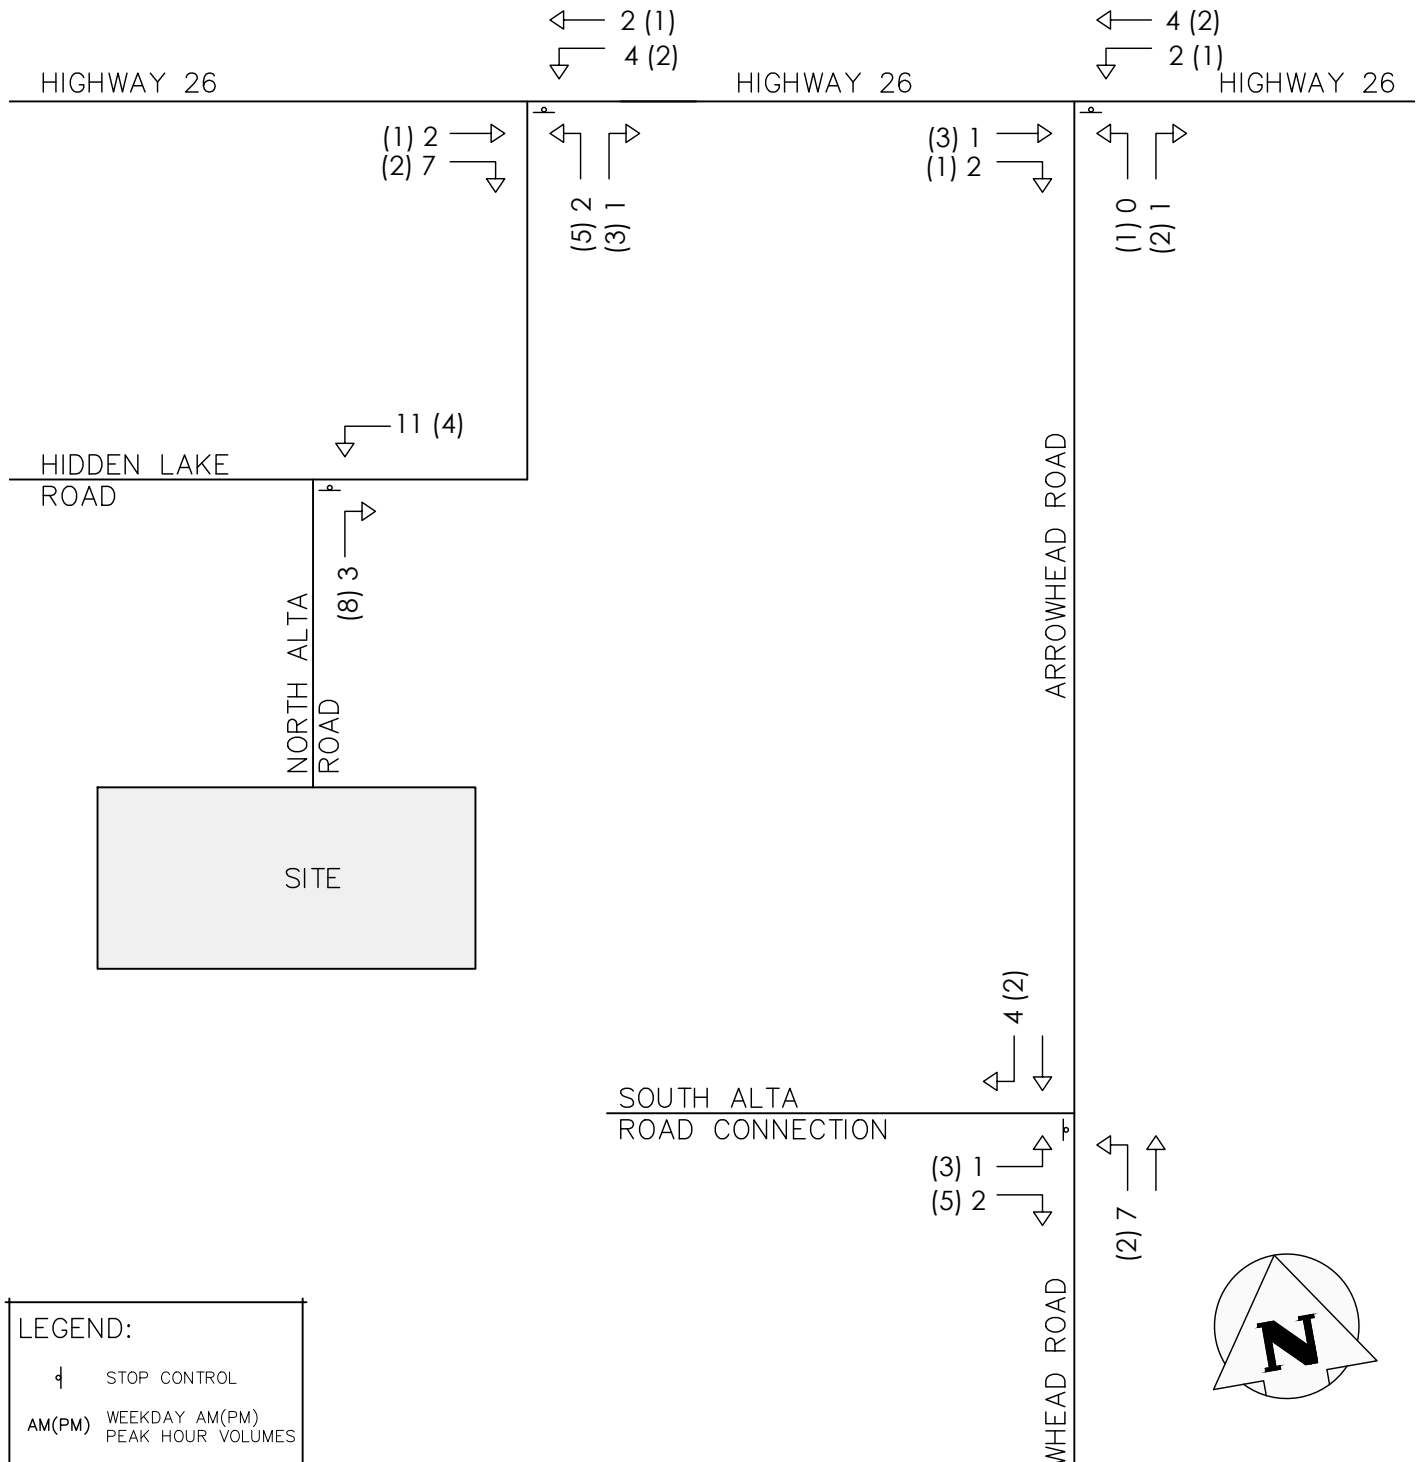 2 (1)
4 (2)
4 (2)
2 (1)
HIGHWAY 26
HIGHWAY 26
HIGHWAY 26
(1) 2
(2) 7
(5) 2
(3) 1
(3) 1
(1) 2
(1) 0
(2) 1
11 (4)
HIDDEN LAKE
ROAD
(8) 3
NORTH ALTA
ROAD
ARROWHEAD ROAD
SITE
4 (2)
SOUTH ALTA
ROAD CONNECTION
(3) 1
(5) 2
(2) 7
WHEAD ROAD
N
LEGEND:
STOP CONTROL
AM(PM) WEEKDAY AM(PM)
PEAK HOUR VOLUMES